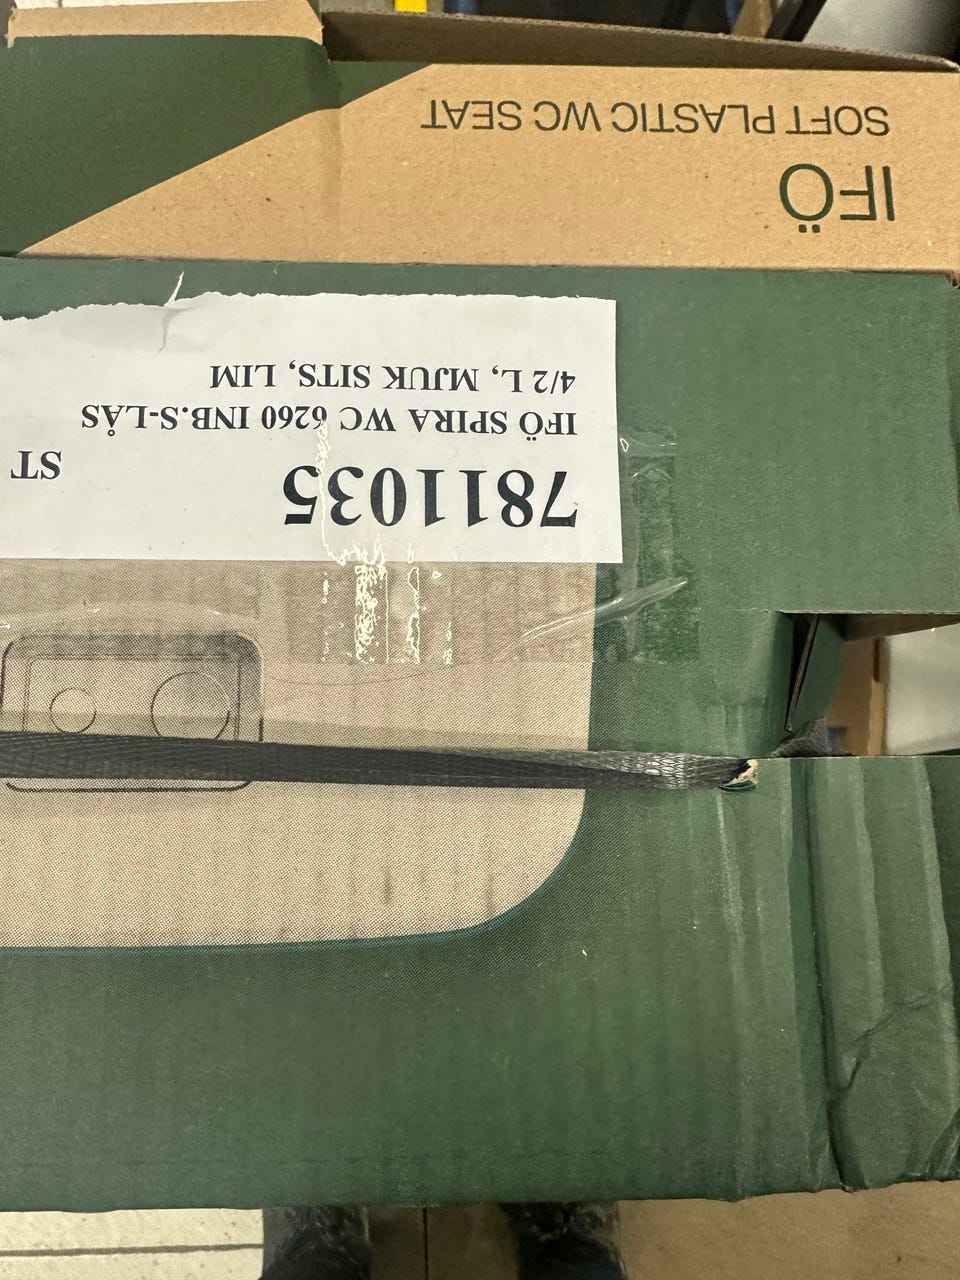 IFÖ
SOFT PLASTIC WC SEAT
7811035
ST
IFÖ SPIRA WC 6260 INB.S-LÅS
4/2 L, MJUK SITS, LIM